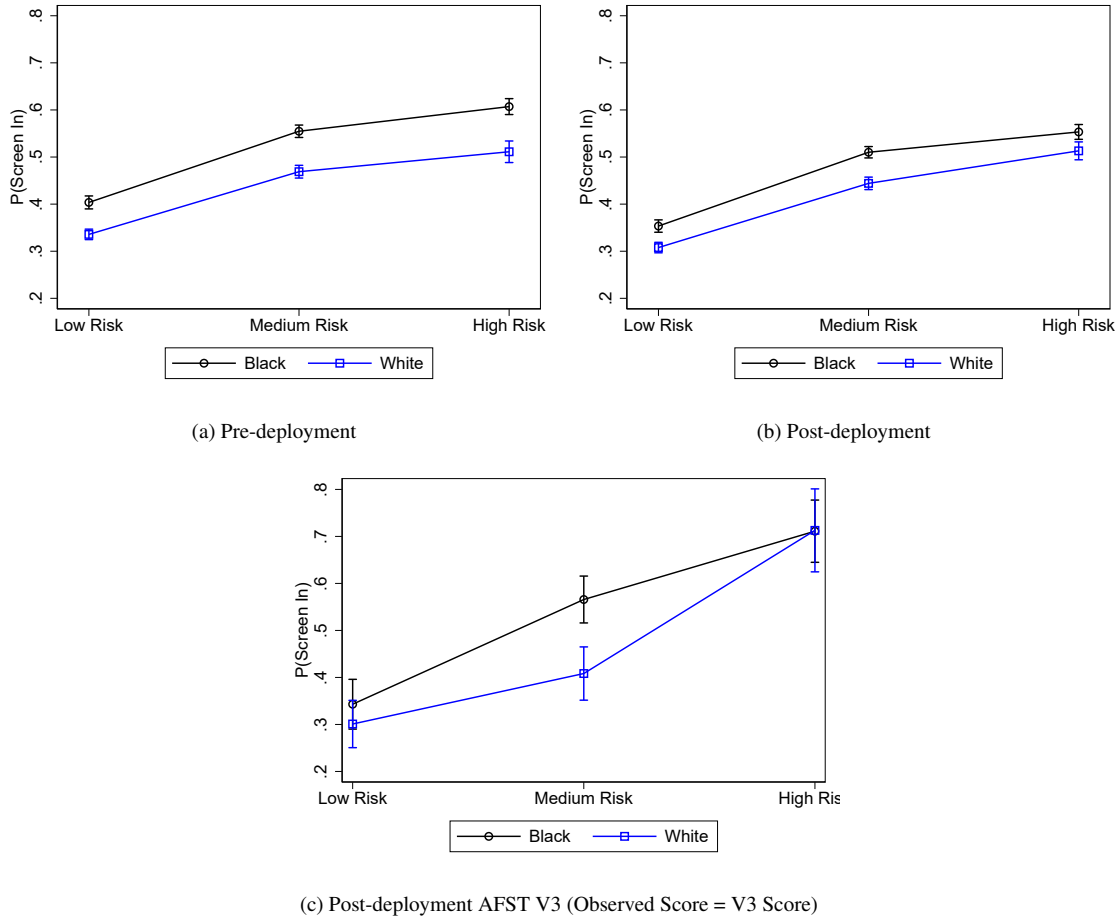 P(Screen In)
.8
.7
.6
.5
.4
.3
.2
Low Risk Medium Risk High Risk
Black White
(a) Pre-deployment
P(Screen In)
.8
.7
.6
.5
.4
.3
.2
Low Risk Medium Risk High Risk
Black White
(b) Post-deployment
P(Screen In)
.8
.7
.6
.5
.4
.3
.2
Low Risk Medium Risk High Ris
Black White
(c) Post-deployment AFST V3 (Observed Score = V3 Score)